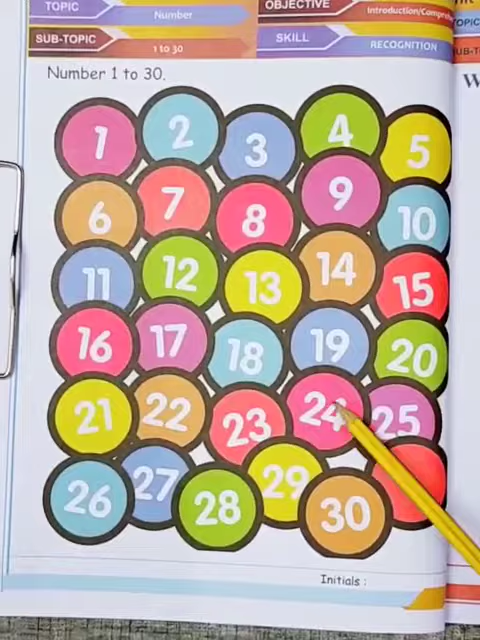 TOPIC
Number
OBJECTIVE
SUB-TOPIC
1 to 30
SKILL
RECOGNITION
Number 1 to 30.
1 2 3 4 5
6 7 8 9 10
11 12 13 14 15
16 17 18 19 20
21 22 23 24 25
26 27 28 29 30
Initials :